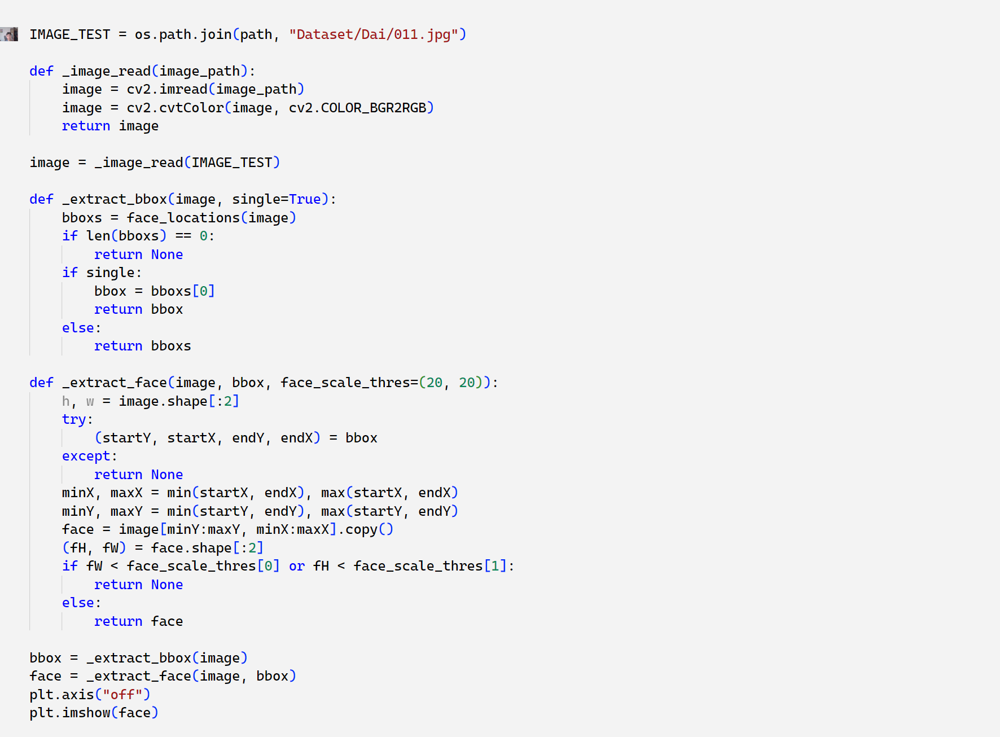 IMAGE_TEST = os.path.join(path, "Dataset/Dai/011.jpg")

def _image_read(image_path):
    image = cv2.imread(image_path)
    image = cv2.cvtColor(image, cv2.COLOR_BGR2RGB)
    return image

image = _image_read(IMAGE_TEST)

def _extract_bbox(image, single=True):
    bboxs = face_locations(image)
    if len(bboxs) == 0:
        return None
    if single:
        bbox = bboxs[0]
        return bbox
    else:
        return bboxs

def _extract_face(image, bbox, face_scale_thres=(20, 20)):
    h, w = image.shape[:2]
    try:
        (startY, startX, endY, endX) = bbox
    except:
        return None
    minX, maxX = min(startX, endX), max(startX, endX)
    minY, maxY = min(startY, endY), max(startY, endY)
    face = image[minY:maxY, minX:maxX].copy()
    (fH, fW) = face.shape[:2]
    if fW < face_scale_thres[0] or fH < face_scale_thres[1]:
        return None
    else:
        return face

bbox = _extract_bbox(image)
face = _extract_face(image, bbox)
plt.axis("off")
plt.imshow(face)